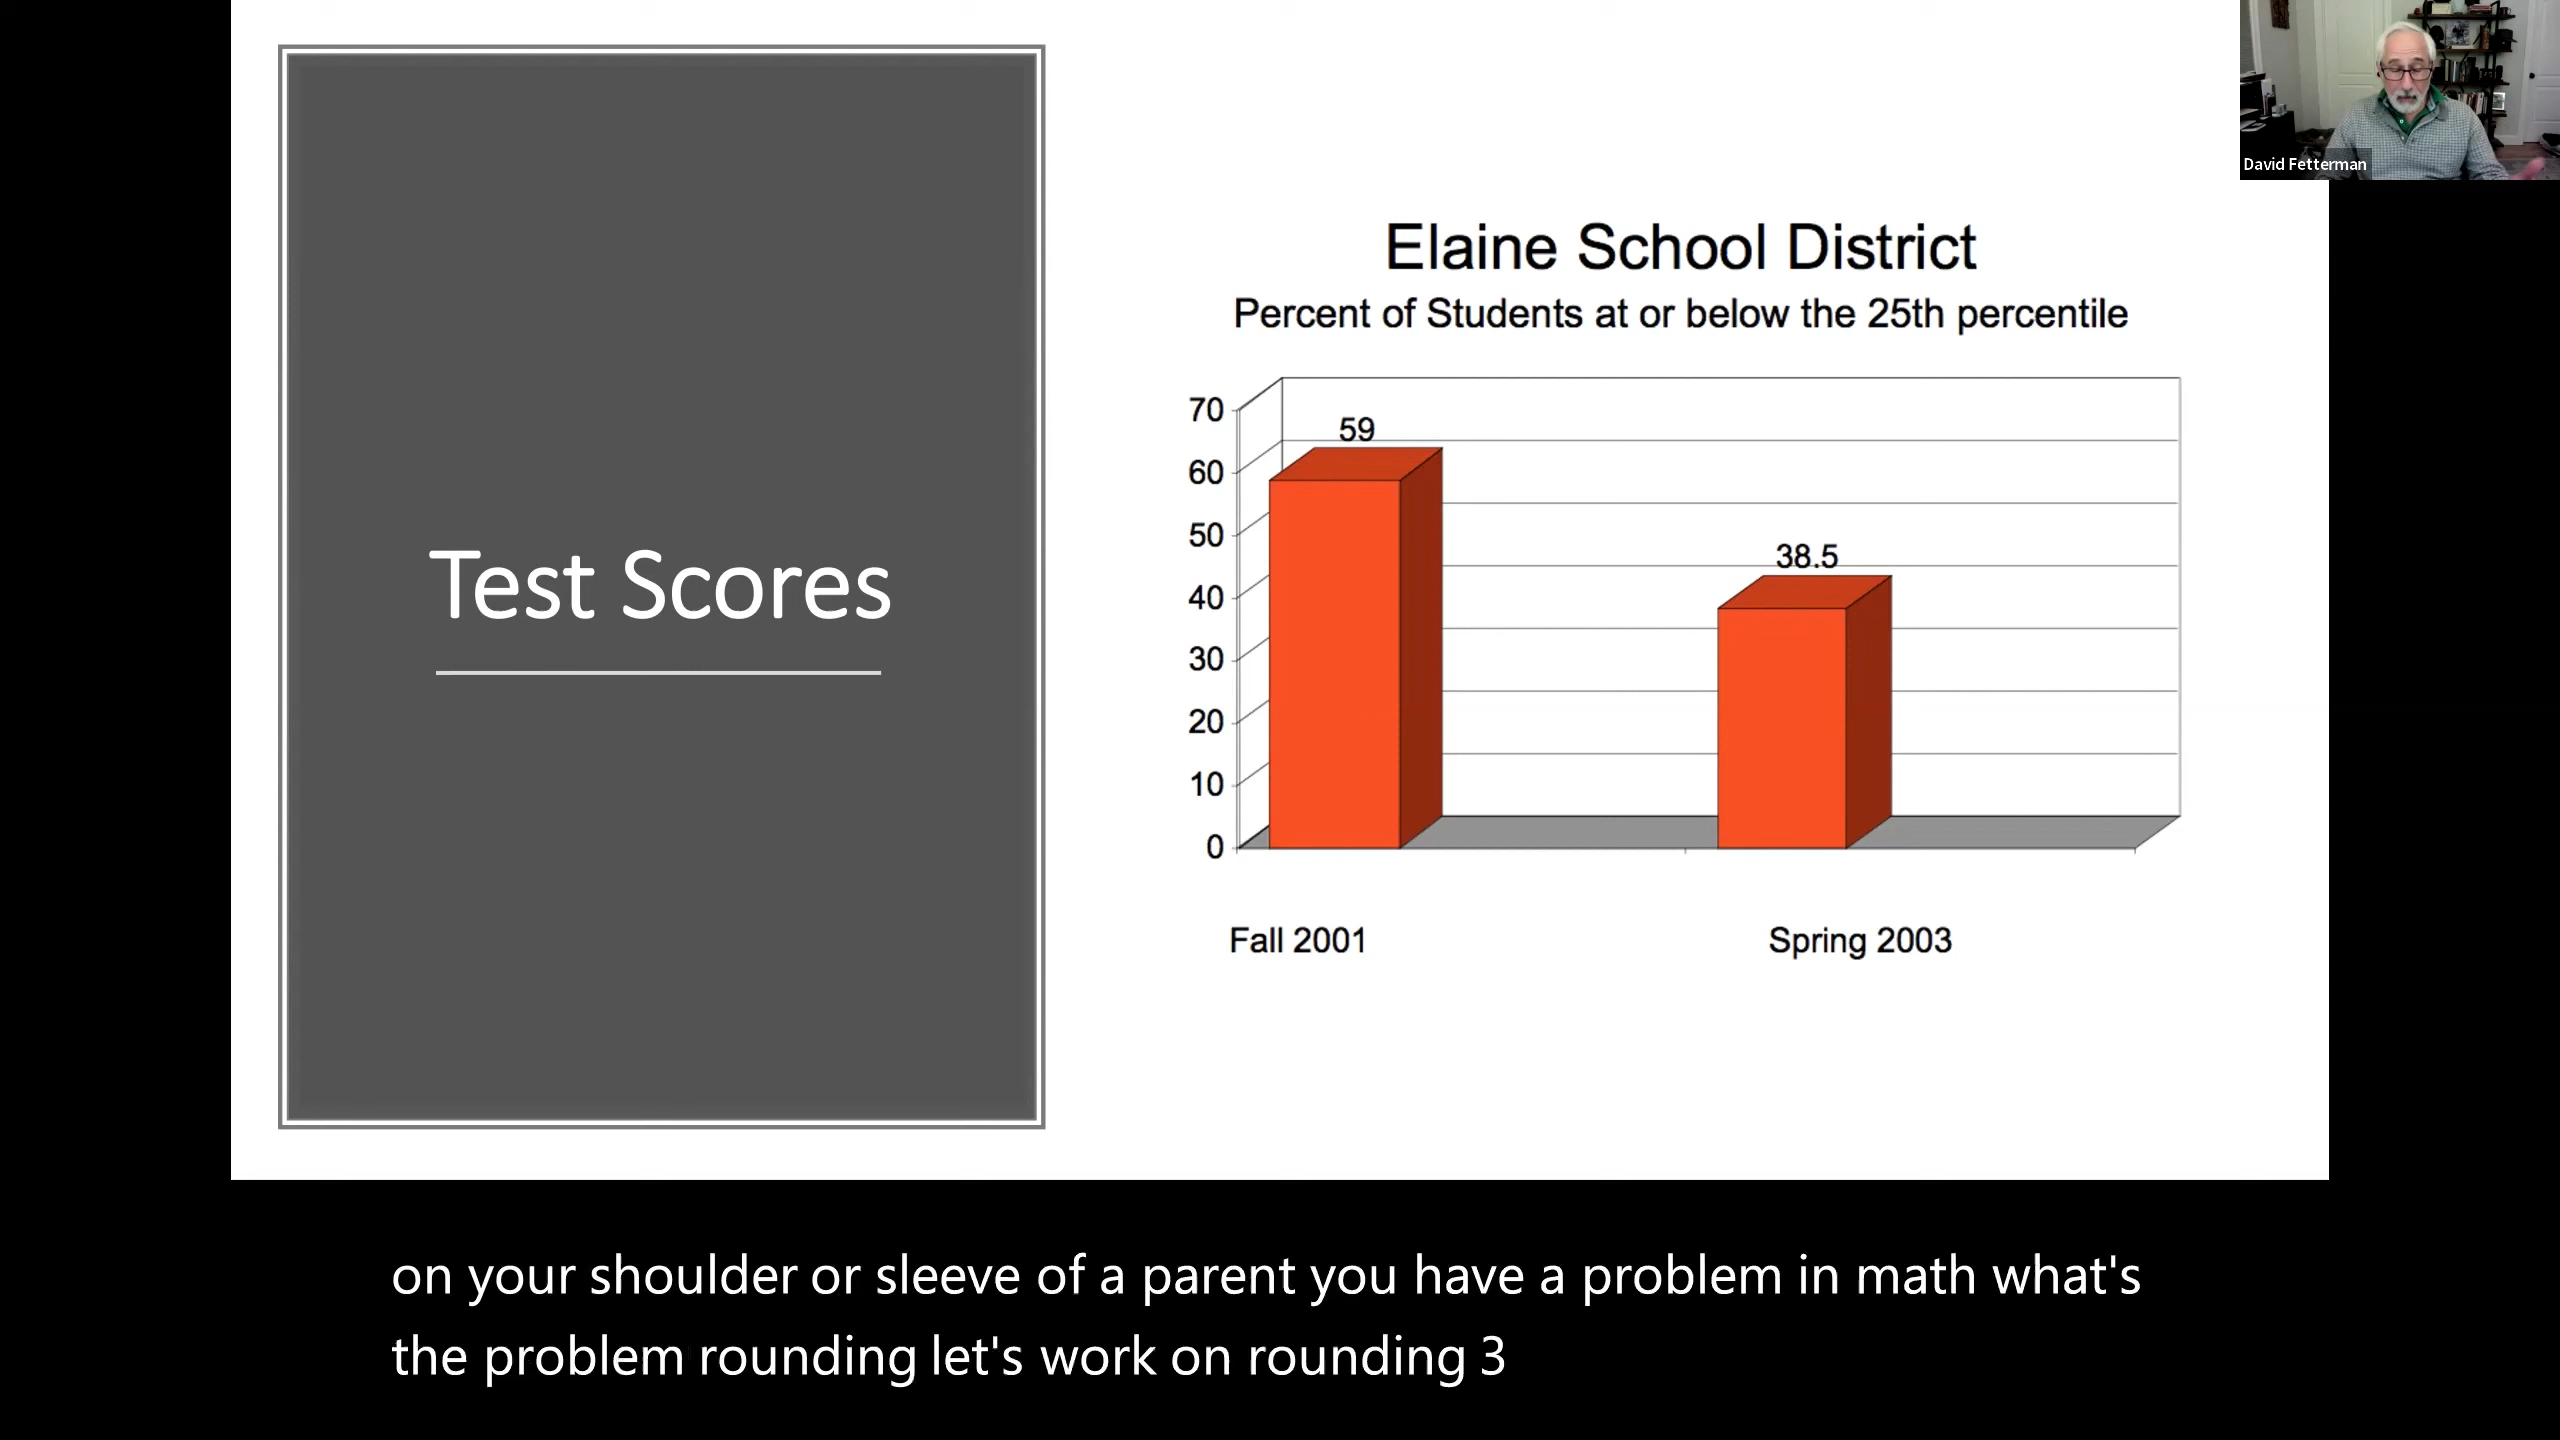 David Fetterman
Test Scores
Elaine School District
Percent of Students at or below the 25th percentile
70
60
50
40
30
20
10
0
59
38.5
Fall 2001
Spring 2003
on your shoulder or sleeve of a parent you have a problem in math what's
the problem rounding let's work on rounding 3